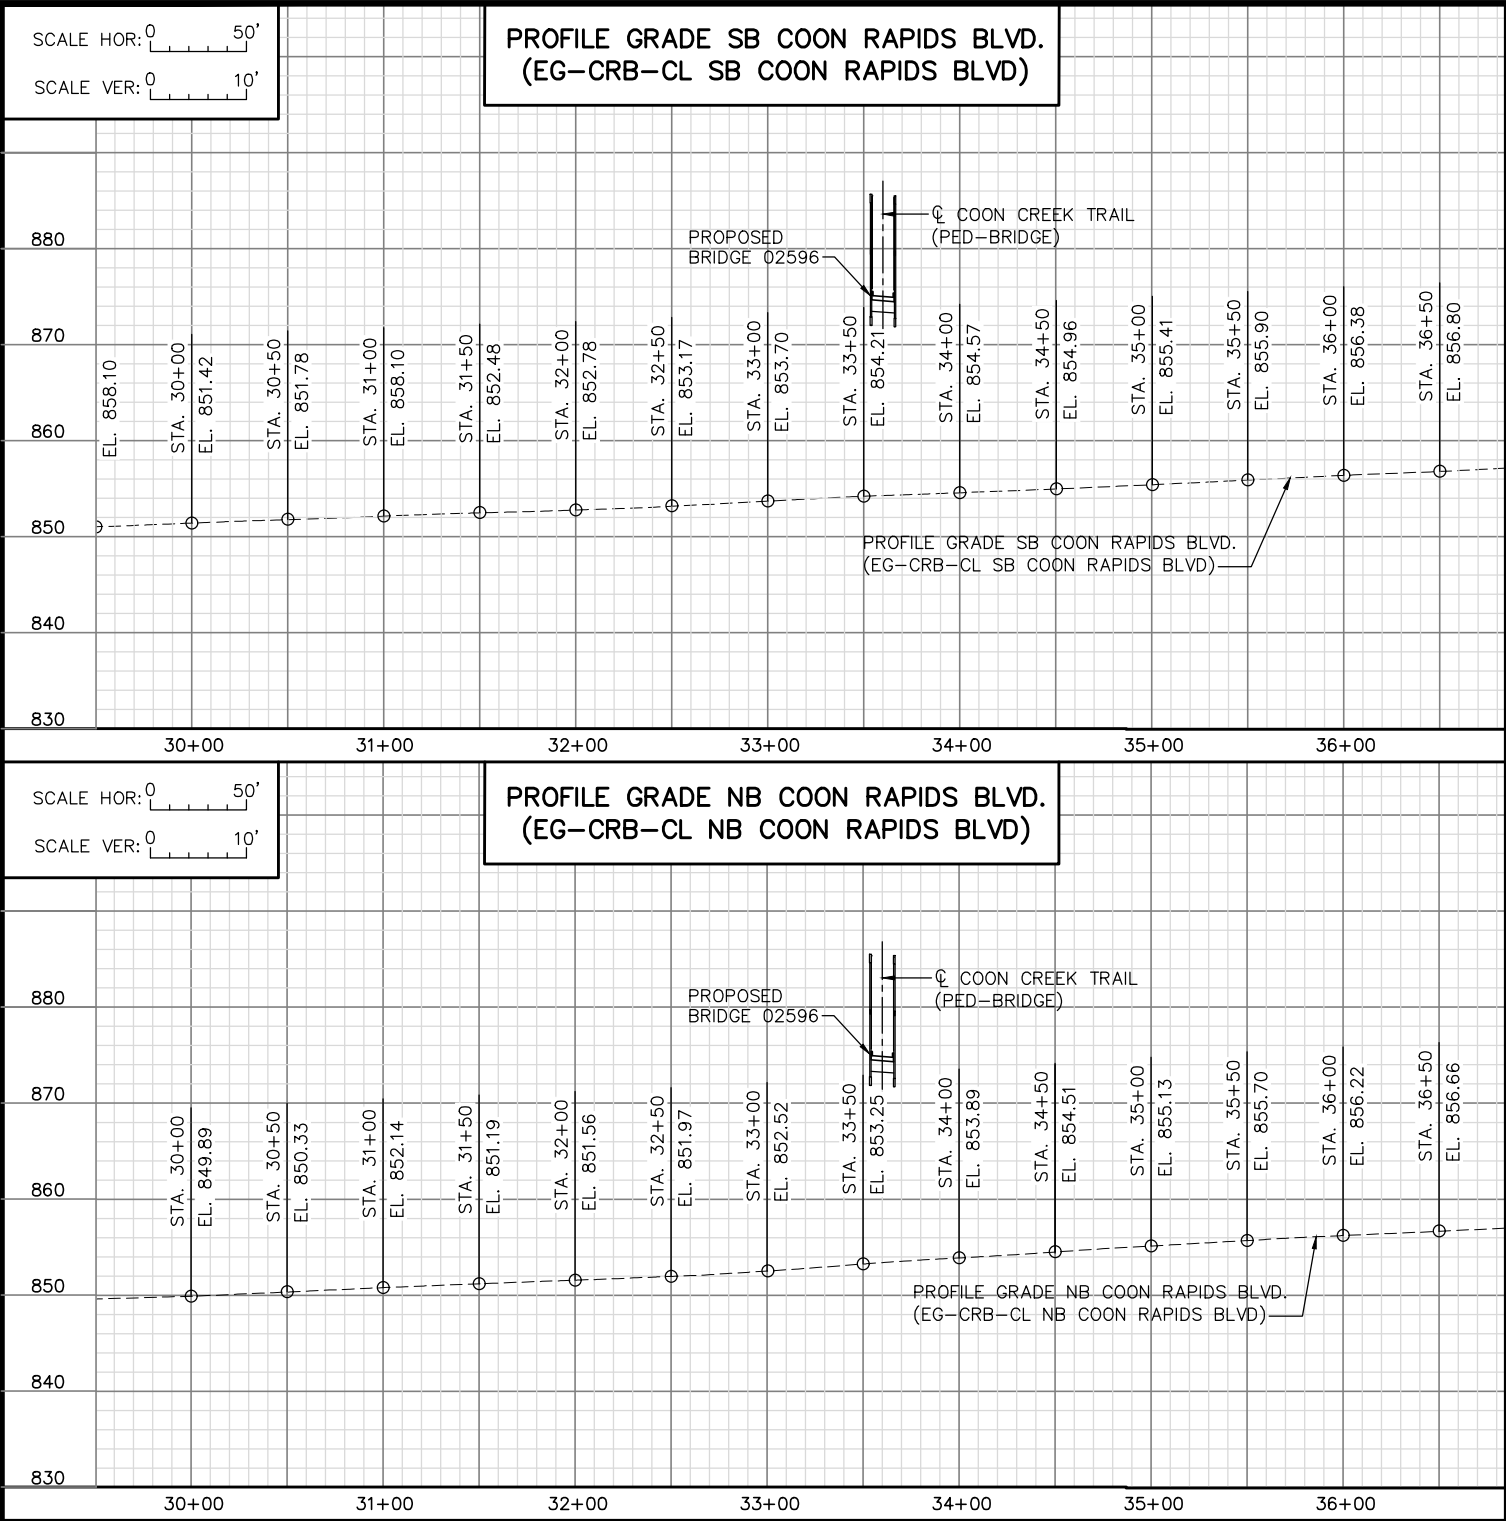 SCALE HOR: 0 50'
SCALE VER: 0 10'
PROFILE GRADE SB COON RAPIDS BLVD.
(EG-CRB-CL SB COON RAPIDS BLVD)
℄ COON CREEK TRAIL
(PED-BRIDGE)
PROPOSED
BRIDGE 02596
880
870
860
850
840
830
EL. 858.10
STA. 30+00
EL. 851.42
STA. 30+50
EL. 851.78
STA. 31+00
EL. 858.10
STA. 31+50
EL. 852.48
STA. 32+00
EL. 852.78
STA. 32+50
EL. 853.17
STA. 33+00
EL. 853.70
STA. 33+50
EL. 854.21
STA. 34+00
EL. 854.57
STA. 34+50
EL. 854.96
STA. 35+00
EL. 855.41
STA. 35+50
EL. 855.90
STA. 36+00
EL. 856.38
STA. 36+50
EL. 856.80
PROFILE GRADE SB COON RAPIDS BLVD.
(EG-CRB-CL SB COON RAPIDS BLVD)
30+00 31+00 32+00 33+00 34+00 35+00 36+00
SCALE HOR: 0 50'
SCALE VER: 0 10'
PROFILE GRADE NB COON RAPIDS BLVD.
(EG-CRB-CL NB COON RAPIDS BLVD)
℄ COON CREEK TRAIL
(PED-BRIDGE)
PROPOSED
BRIDGE 02596
880
870
860
850
840
830
STA. 30+00
EL. 849.89
STA. 30+50
EL. 850.33
STA. 31+00
EL. 852.14
STA. 31+50
EL. 851.19
STA. 32+00
EL. 851.56
STA. 32+50
EL. 851.97
STA. 33+00
EL. 852.52
STA. 33+50
EL. 853.25
STA. 34+00
EL. 853.89
STA. 34+50
EL. 854.51
STA. 35+00
EL. 855.13
STA. 35+50
EL. 855.70
STA. 36+00
EL. 856.22
STA. 36+50
EL. 856.66
PROFILE GRADE NB COON RAPIDS BLVD.
(EG-CRB-CL NB COON RAPIDS BLVD)
30+00 31+00 32+00 33+00 34+00 35+00 36+00